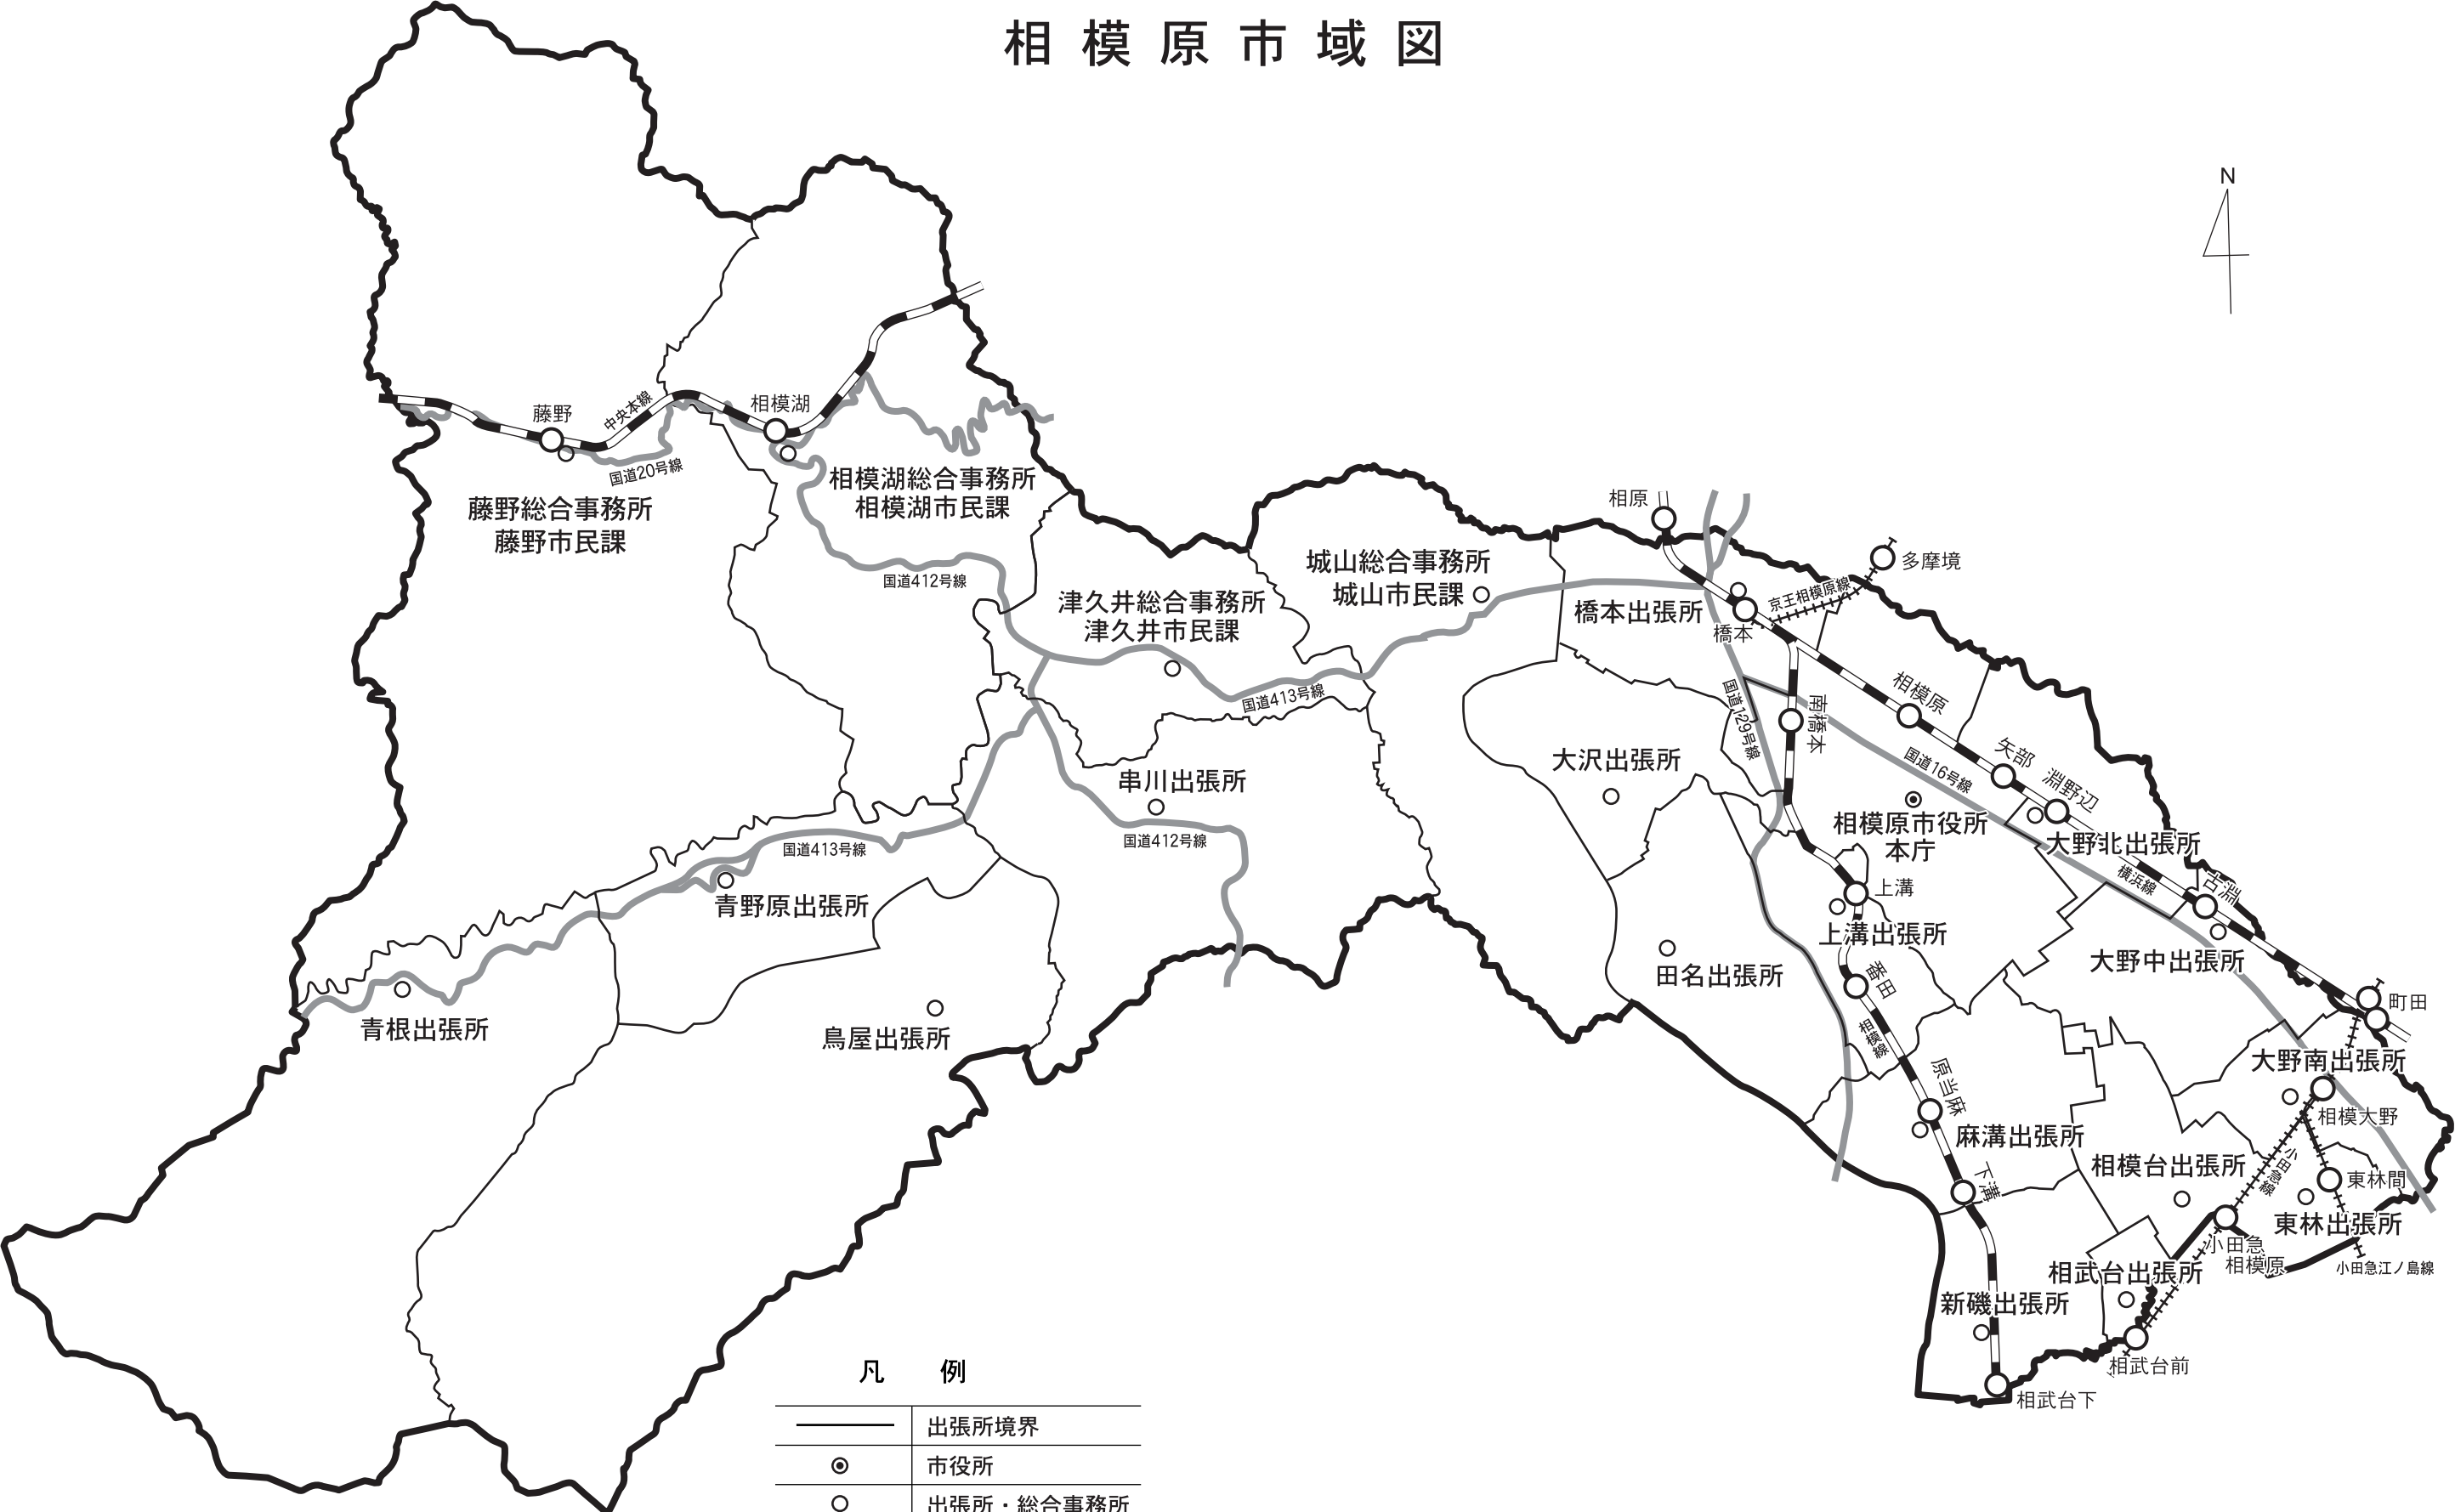 相模原市域図
N
藤野
中央本線
相模湖
国道20号線
相模湖総合事務所
相模湖市民課
藤野総合事務所
藤野市民課
相原
多摩境
城山総合事務所
城山市民課
国道412号線
津久井総合事務所
津久井市民課
橋本出張所
京王相模原線
橋本
国道413号線
国道129号線
南橋本
相模原
矢部
淵野辺
国道16号線
大沢出張所
串川出張所
相模原市役所
本庁
大野北出張所
国道412号線
国道413号線
横浜線
古淵
上溝
青野原出張所
上溝出張所
大野中出張所
田名出張所
番田
町田
青根出張所
鳥屋出張所
相模線
大野南出張所
原当麻
相模大野
麻溝出張所
相模台出張所
小田急線
東林間
下溝
東林出張所
小田急
相模原
小田急江ノ島線
相武台出張所
新磯出張所
相武台前
相武台下
凡 例
出張所境界
市役所
出張所・総合事務所